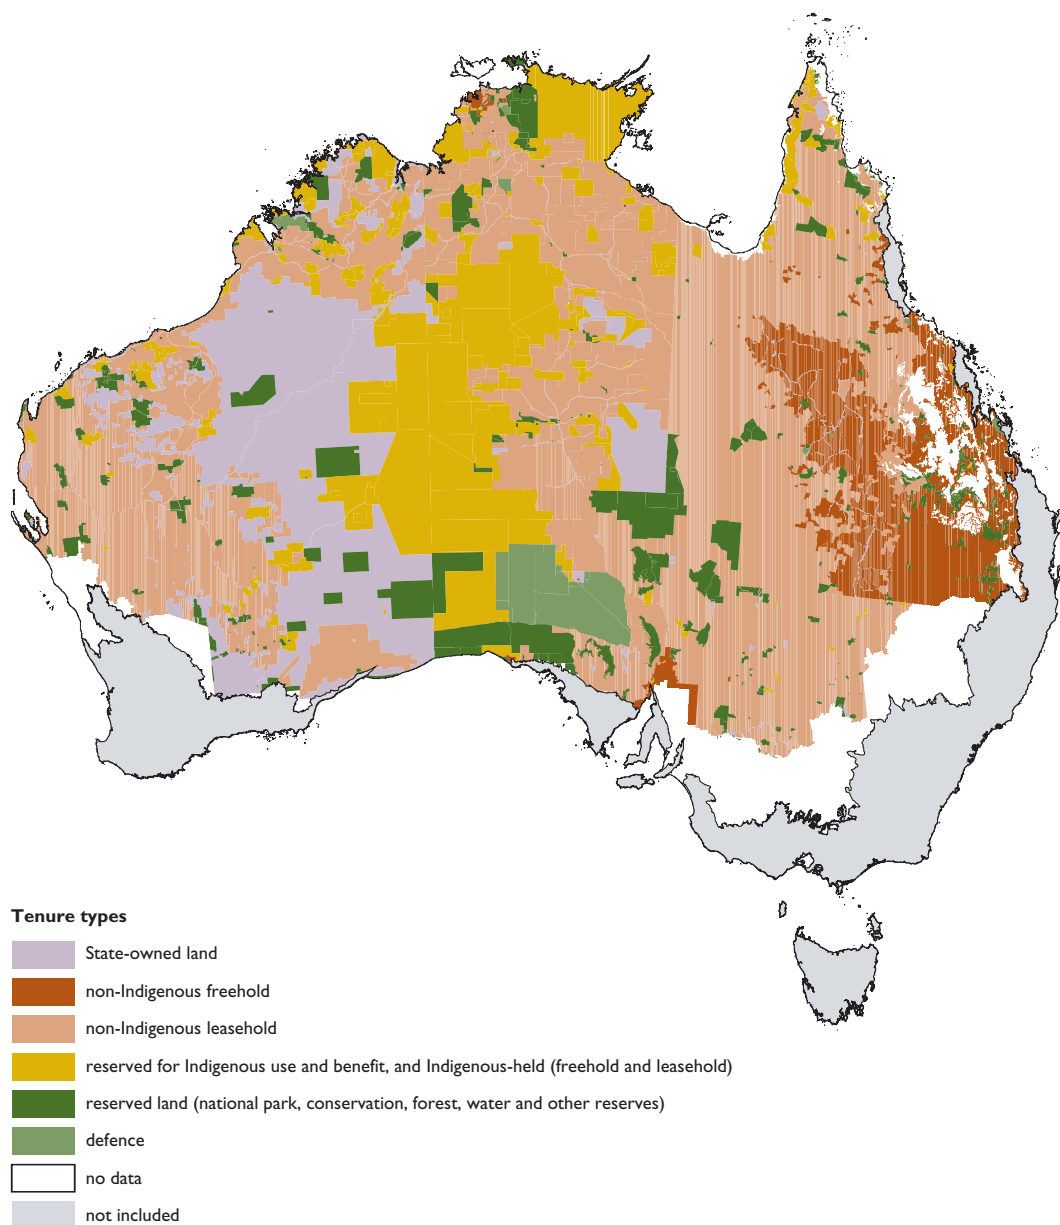 Tenure types
State-owned land
non-Indigenous freehold
non-Indigenous leasehold
reserved for Indigenous use and benefit, and Indigenous-held (freehold and leasehold)
reserved land (national park, conservation, forest, water and other reserves)
defence
no data
not included